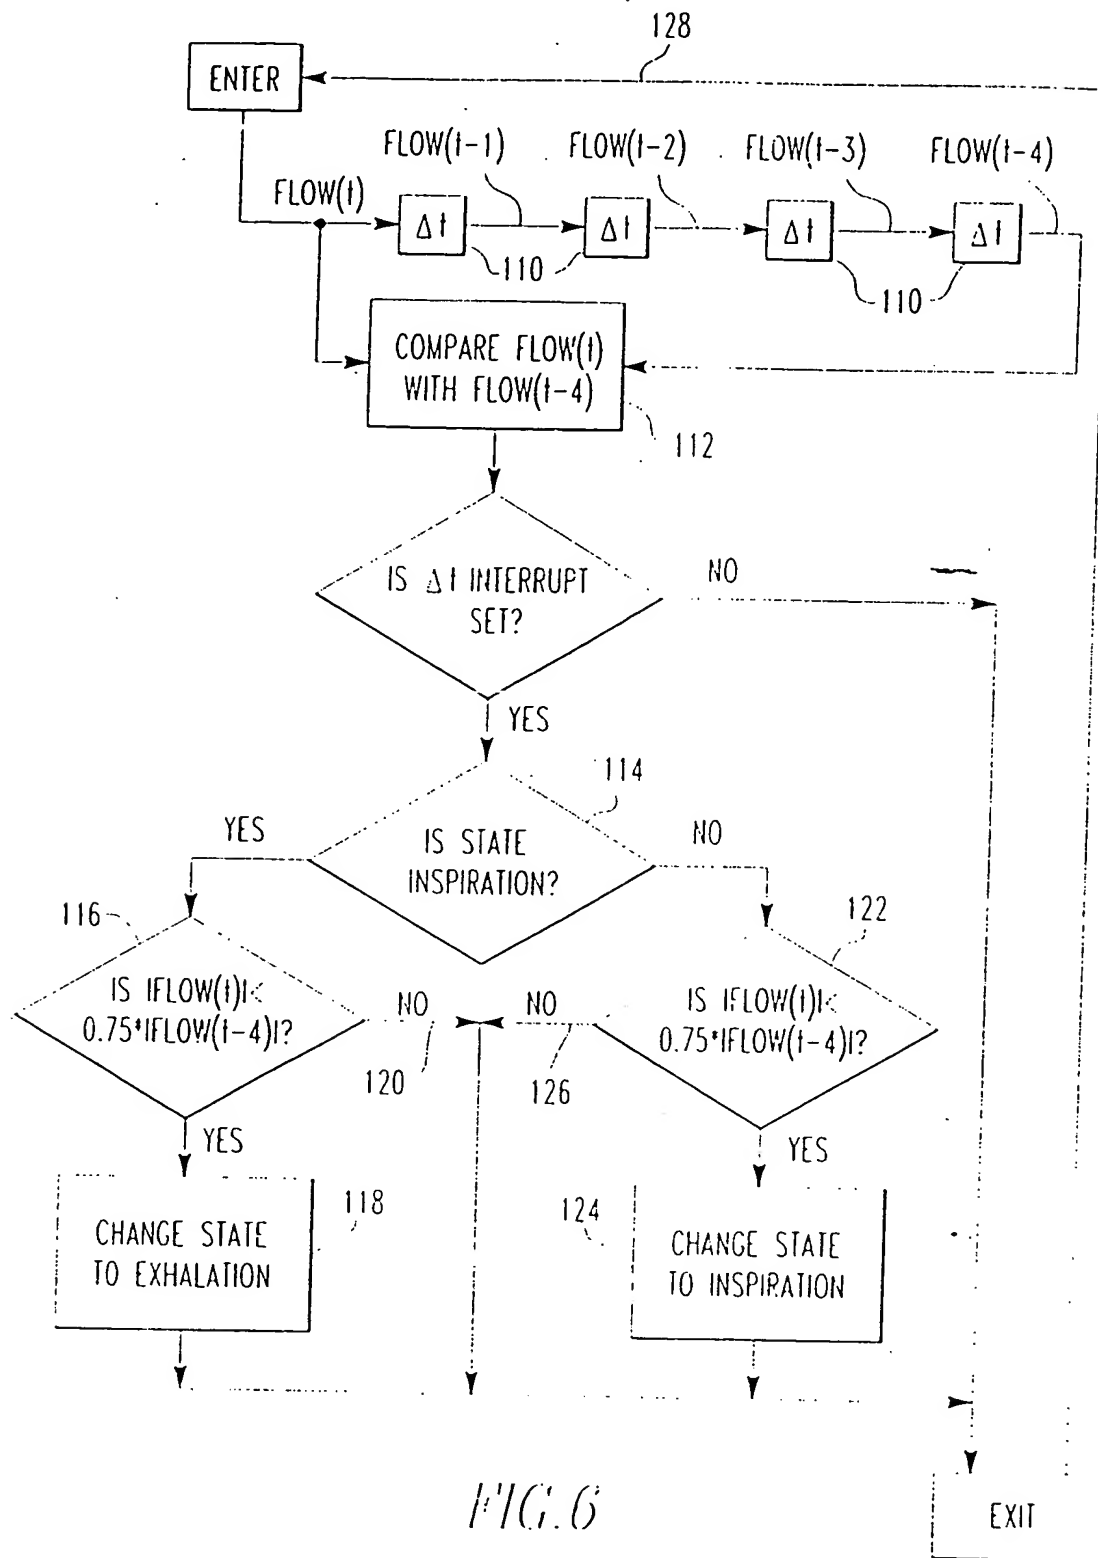 128
ENTER
FLOW(t-1)
FLOW(t-2)
FLOW(t-3)
FLOW(t-4)
FLOW(t)
Δt
Δt
Δt
Δt
110
110
COMPARE FLOW(t)
WITH FLOW(t-4)
112
IS Δt INTERRUPT
SET?
NO
YES
114
IS STATE
INSPIRATION?
YES
NO
116
122
IS |FLOW(t)|<
0.75*|FLOW(t-4)|?
NO
NO
IS |FLOW(t)|<
0.75*|FLOW(t-4)|?
120
126
YES
YES
118
124
CHANGE STATE
TO EXHALATION
CHANGE STATE
TO INSPIRATION
FIG.6
EXIT